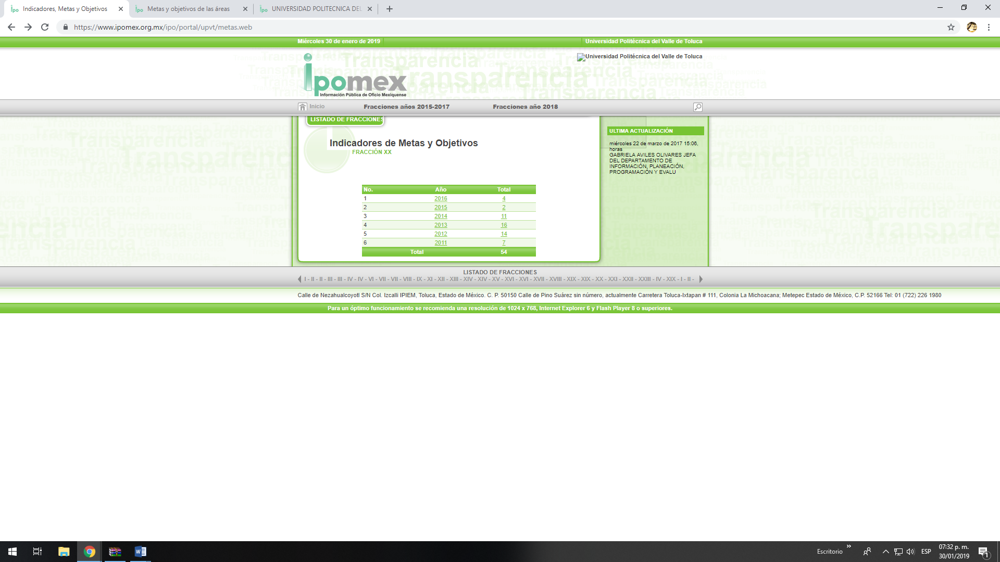 Indicadores, Metas y Objetivos
Metas y objetivos de las áreas
UNIVERSIDAD POLITECNICA DEL
https://www.ipomex.org.mx/ipo/portal/upvt/metas.web
Miércoles 30 de enero de 2019
Universidad Politécnica del Valle de Toluca
ipomex
Información Pública de Oficio Mexiquense
Universidad Politécnica del Valle de Toluca
Transparencia
Inicio
Fracciones años 2015-2017
Fracciones año 2018
LISTADO DE FRACCIONES
Indicadores de Metas y Objetivos
FRACCIÓN XX
No. Año Total
1 2016 4
2 2015 2
3 2014 11
4 2013 16
5 2012 14
6 2011 7
Total 54
ULTIMA ACTUALIZACIÓN
miércoles 22 de marzo de 2017 15:06,
horas
GABRIELA AVILES OLIVARES JEFA
DEL DEPARTAMENTO DE
INFORMACIÓN, PLANEACIÓN,
PROGRAMACIÓN Y EVALU
LISTADO DE FRACCIONES
I - II - II - III - III - IV - IV - VI - VII - VII - VIII - IX - XI - XII - XIII - XIV - XIV - XV - XVI - XVI - XVII - XVIII - XIX - XIX - XX - XXI - XXII - XXIII - IV - XIX - I - II -
Calle de Nezahualcoyotl S/N Col. Izcalli IPIEM, Toluca, Estado de México. C. P. 50150 Calle de Pino Suárez sin número, actualmente Carretera Toluca-Ixtapan # 111, Colonia La Michoacana; Metepec Estado de México, C.P. 52166 Tel: 01 (722) 226 1980
Para un óptimo funcionamiento se recomienda una resolución de 1024 x 768, Internet Explorer 6 y Flash Player 8 o superiores.
Escritorio
ESP
07:32 p. m.
30/01/2019
1